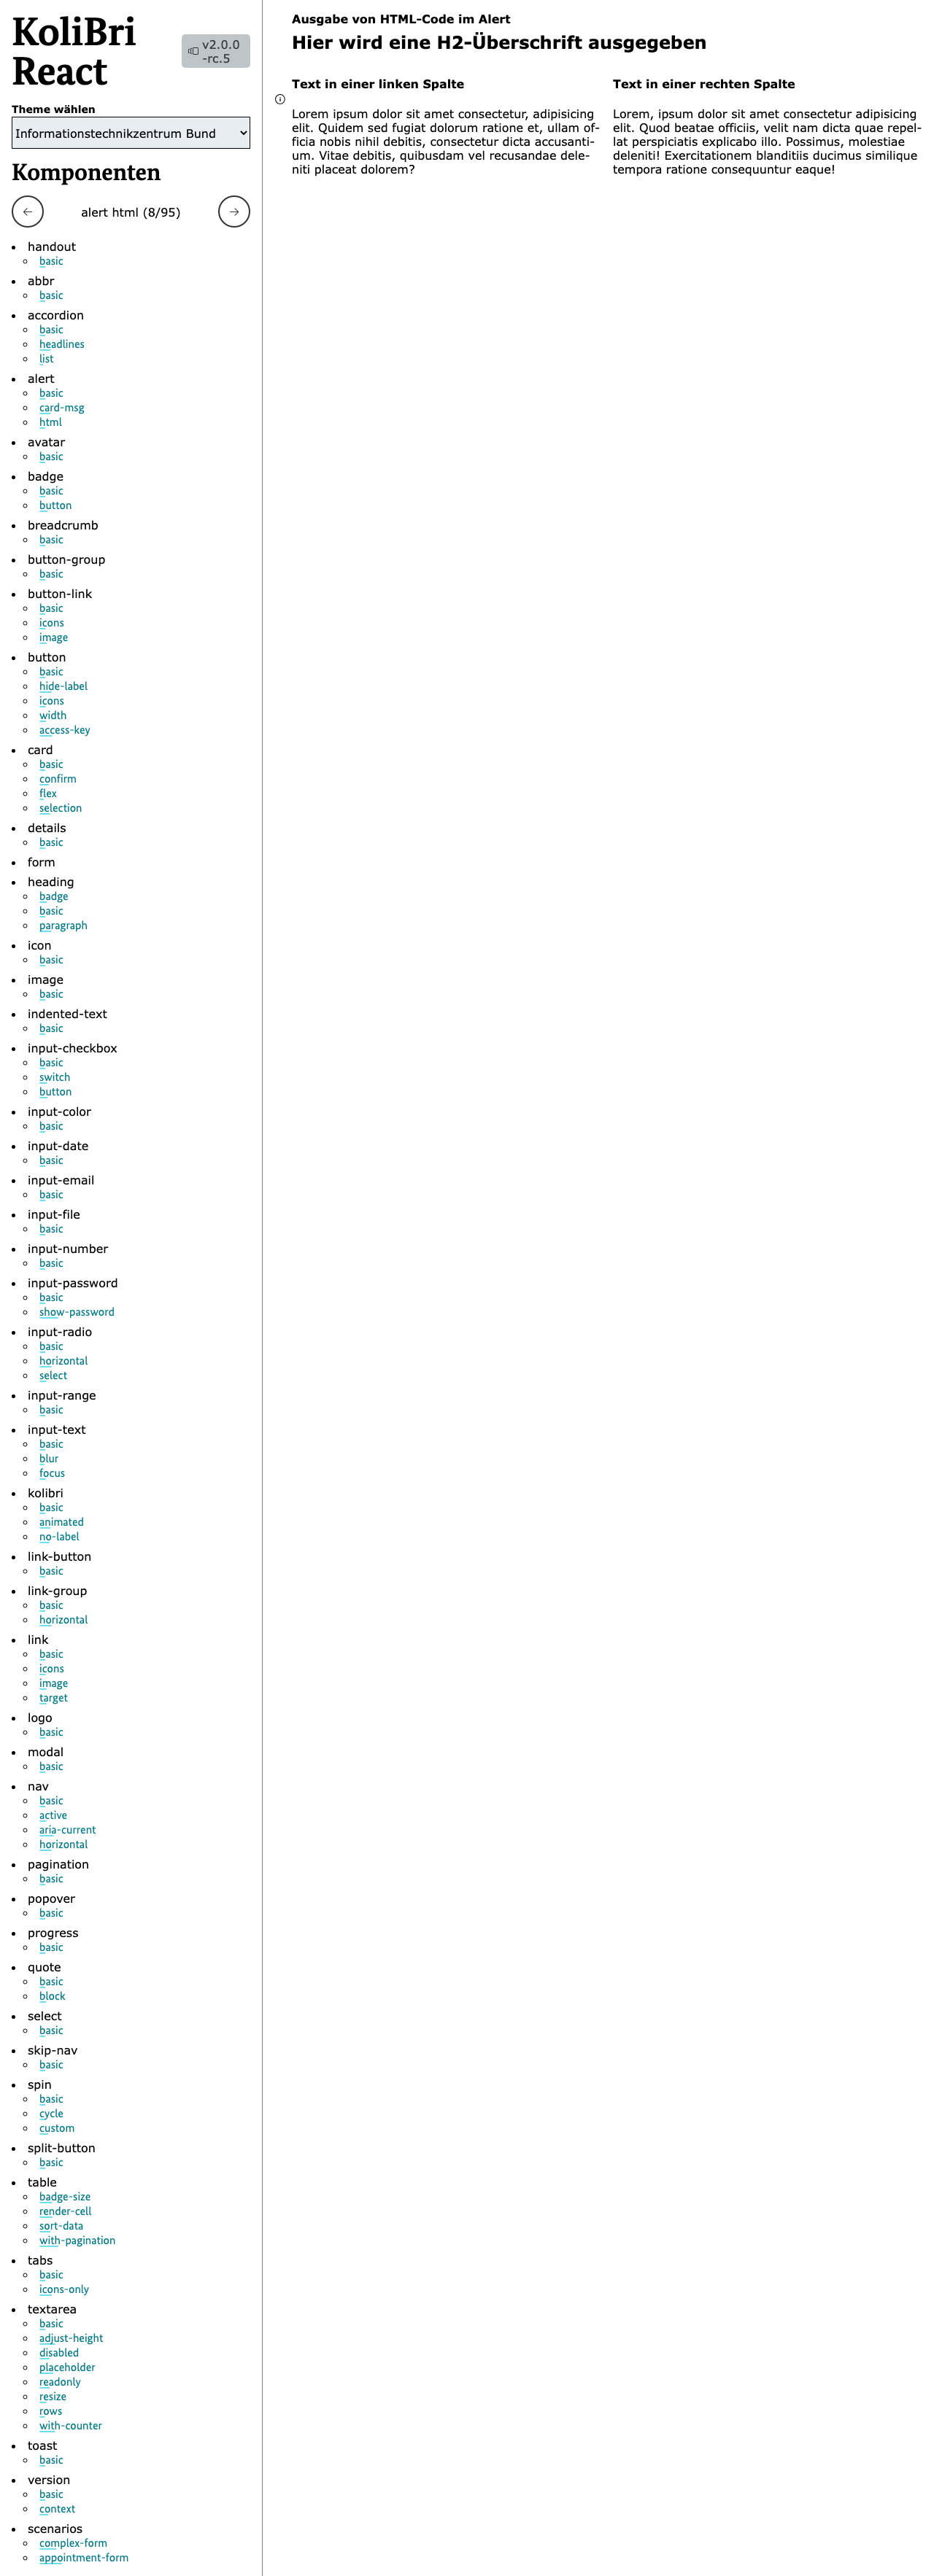 KoliBri
React
v2.0.0
-rc.5
Theme wählen
Informationstechnikzentrum Bund
Komponenten
alert html (8/95)
handout
basic
abbr
basic
accordion
basic
headlines
list
alert
basic
card-msg
html
avatar
basic
badge
basic
button
breadcrumb
basic
button-group
basic
button-link
basic
icons
image
button
basic
hide-label
icons
width
access-key
card
basic
confirm
flex
selection
details
basic
form
heading
badge
basic
paragraph
icon
basic
image
basic
indented-text
basic
input-checkbox
basic
switch
button
input-color
basic
input-date
basic
input-email
basic
input-file
basic
input-number
basic
input-password
basic
show-password
input-radio
basic
horizontal
select
input-range
basic
input-text
basic
blur
focus
kolibri
basic
animated
no-label
link-button
basic
link-group
basic
horizontal
link
basic
icons
image
target
logo
basic
modal
basic
nav
basic
active
aria-current
horizontal
pagination
basic
popover
basic
progress
basic
quote
basic
block
select
basic
skip-nav
basic
spin
basic
cycle
custom
split-button
basic
table
badge-size
render-cell
sort-data
with-pagination
tabs
basic
icons-only
textarea
basic
adjust-height
disabled
placeholder
readonly
resize
rows
with-counter
toast
basic
version
basic
context
scenarios
complex-form
appointment-form
Ausgabe von HTML-Code im Alert
Hier wird eine H2-Überschrift ausgegeben
Text in einer linken Spalte
Lorem ipsum dolor sit amet consectetur, adipisicing
elit. Quidem sed fugiat dolorum ratione et, ullam of-
ficia nobis nihil debitis, consectetur dicta accusanti-
um. Vitae debitis, quibusdam vel recusandae dele-
niti placeat dolorem?
Text in einer rechten Spalte
Lorem, ipsum dolor sit amet consectetur adipisicing
elit. Quod beatae officiis, velit nam dicta quae repel-
lat perspiciatis explicabo illo. Possimus, molestiae
deleniti! Exercitationem blanditiis ducimus similique
tempora ratione consequuntur eaque!